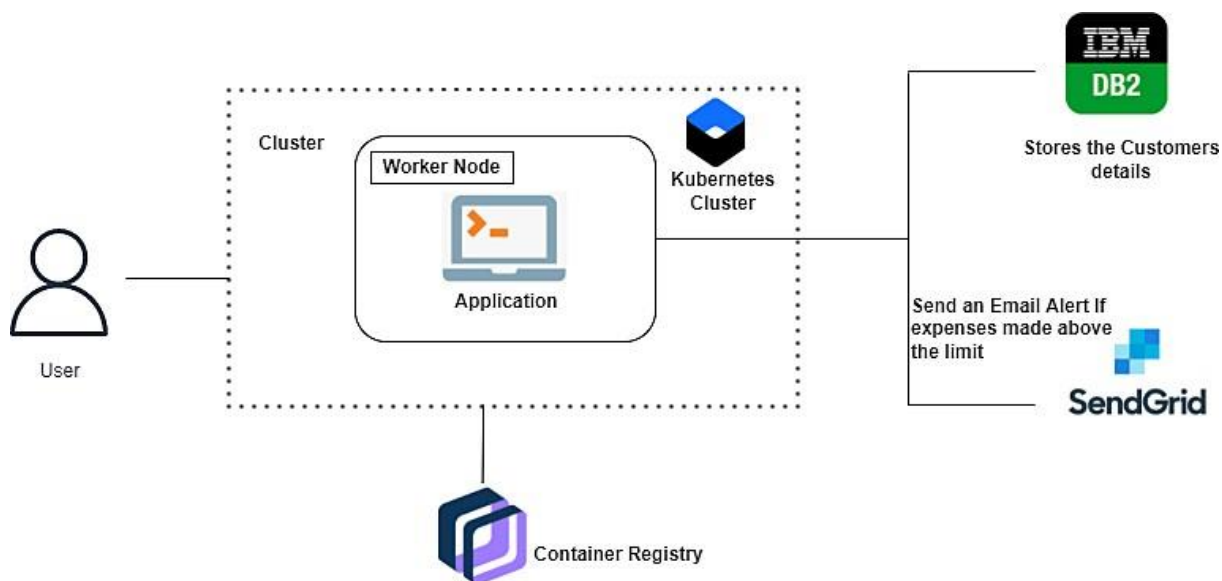 IBM
DB2
Stores the Customers
details
Cluster
Worker Node
Kubernetes
Cluster
Application
User
Send an Email Alert If
expenses made above
the limit
SendGrid
Container Registry